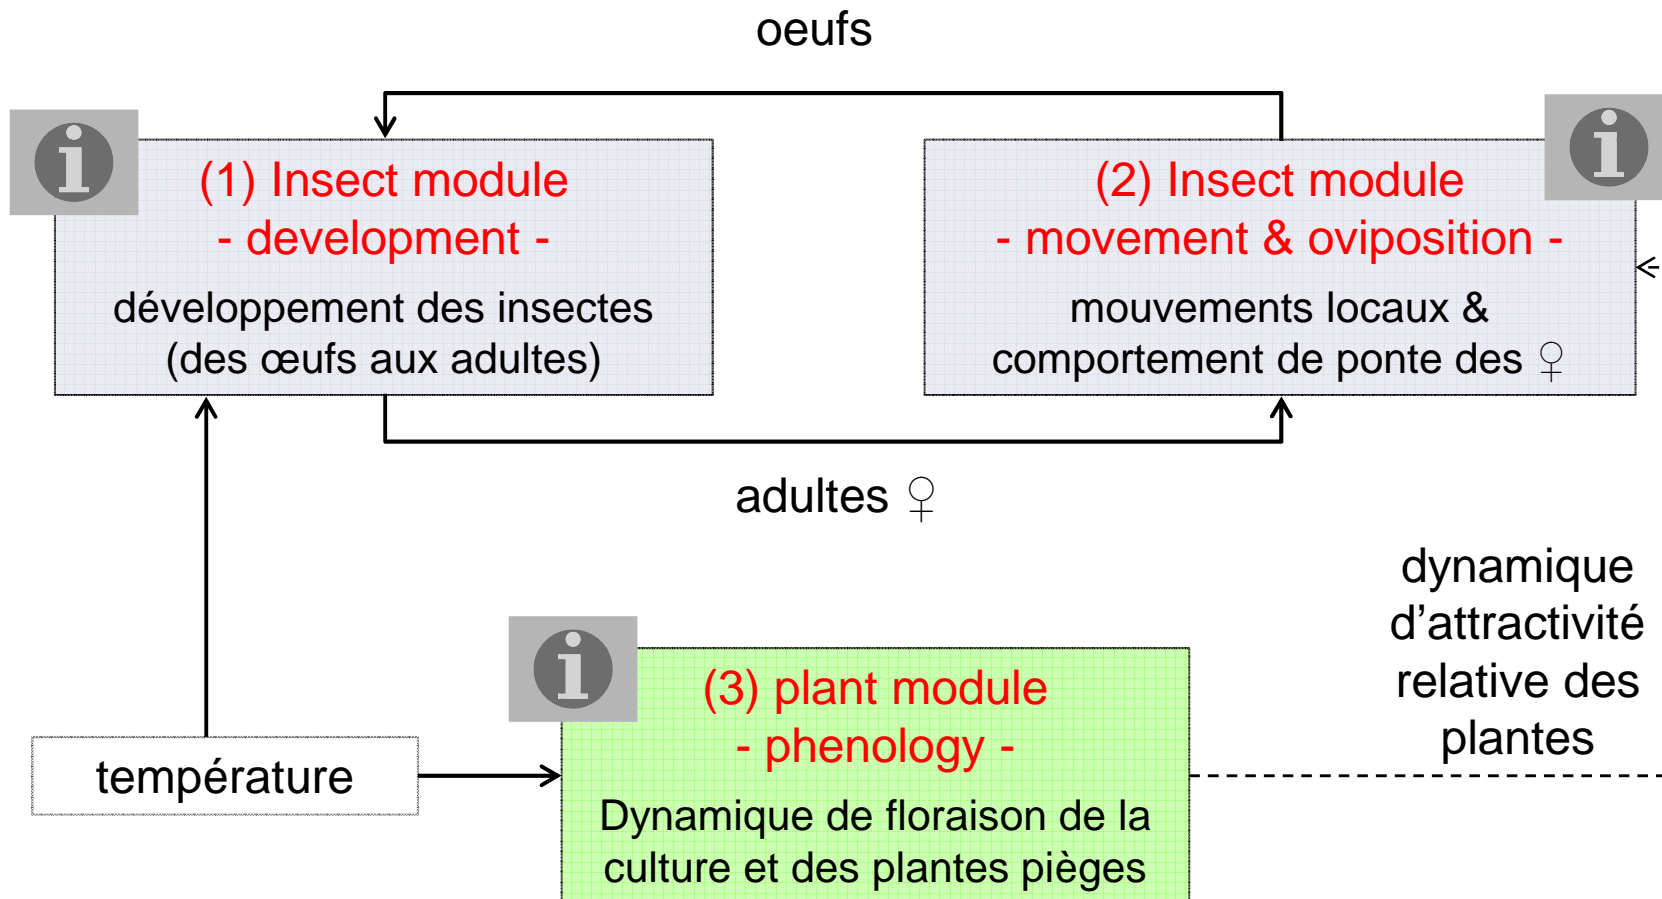 oeufs
(1) Insect module
- development -
développement des insectes
(des œufs aux adultes)
(2) Insect module
- movement & oviposition -
mouvements locaux &
comportement de ponte des ♀
adultes ♀
dynamique
d’attractivité
relative des
plantes
température
(3) plant module
- phenology -
Dynamique de floraison de la
culture et des plantes pièges